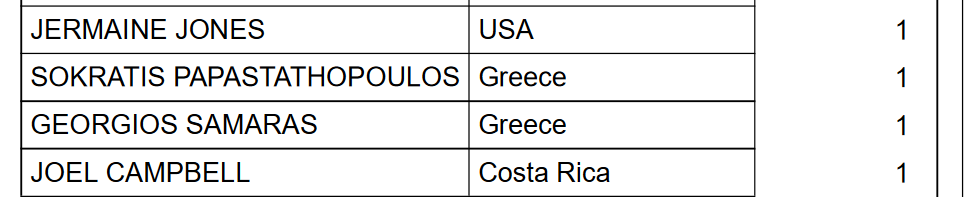 JERMAINE JONES USA 1
SOKRATIS PAPASTATHOPOULOS Greece 1
GEORGIOS SAMARAS Greece 1
JOEL CAMPBELL Costa Rica 1